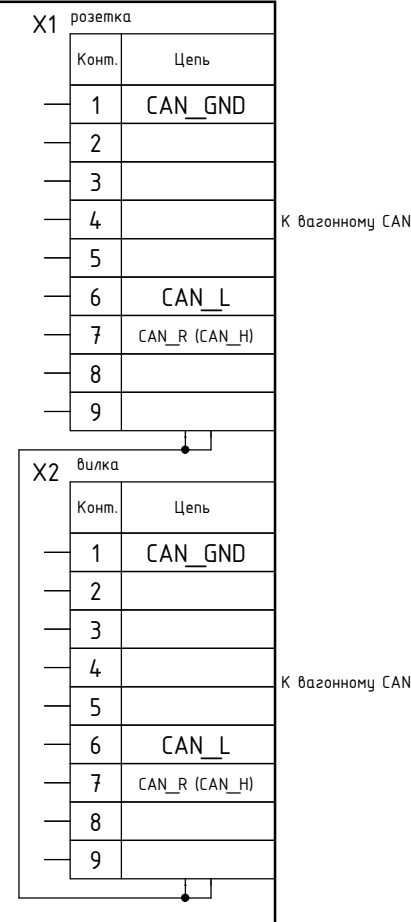 X1 розетка
Конт. Цепь
1 CAN_GND
2
3
4
К вагонному CAN
5
6 CAN_L
7 CAN_R (CAN_H)
8
9
X2 вилка
Конт. Цепь
1 CAN_GND
2
3
4
К вагонному CAN
5
6 CAN_L
7 CAN_R (CAN_H)
8
9